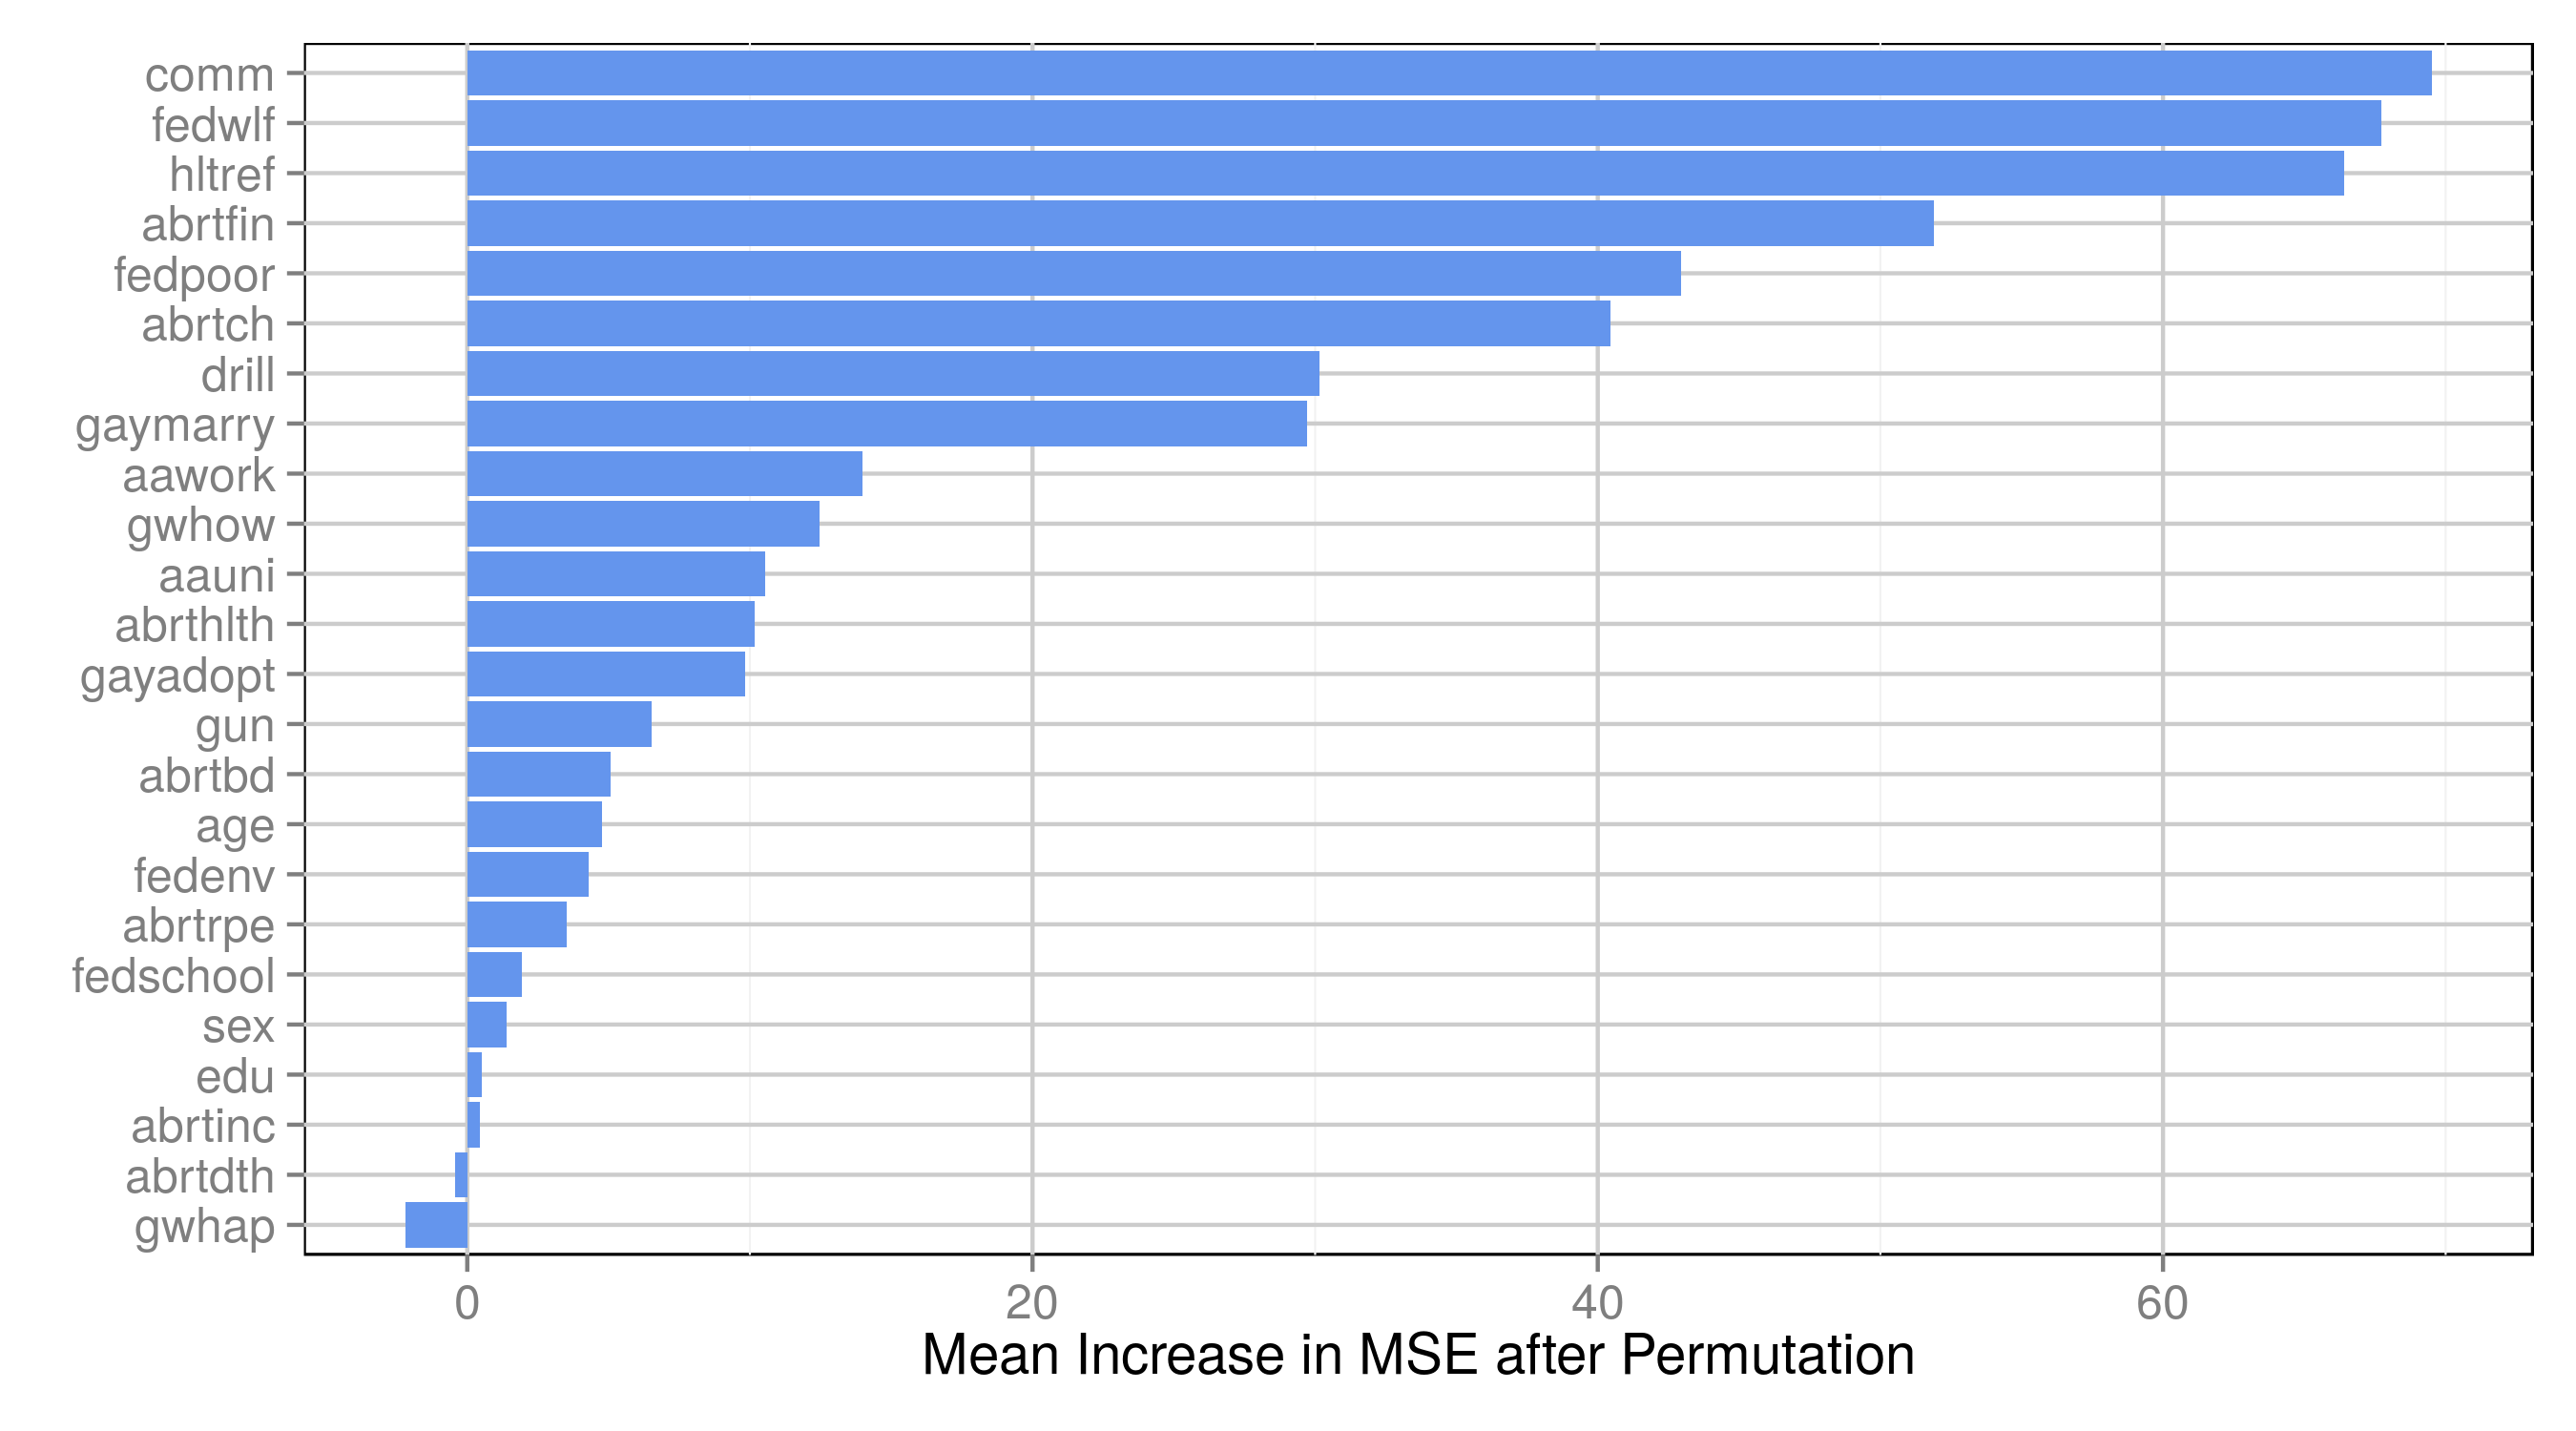 comm
fedwlf
hltref
abrtfin
fedpoor
abrtch
drill
gaymarry
aawork
gwhow
aauni
abrthlth
gayadopt
gun
abrtbd
age
fedenv
abrtrpe
fedschool
sex
edu
abrtinc
abrtdth
gwhap
0 20 40 60
Mean Increase in MSE after Permutation